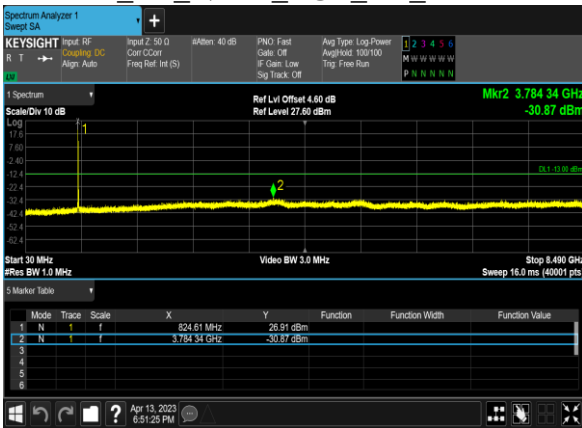 Spectrum Analyzer 1
Swept SA
KEYSIGHT Input: RF Input Z: 50 Ω #Atten: 40 dB PNO: Fast Avg Type: Log-Power 1 2 3 4 5 6
R T Coupling: DC Corr CCorr Gate: Off Avg|Hold: 100/100 M W W W W W
Align: Auto Freq Ref: Int (S) IF Gain: Low Trig: Free Run
LV Sig Track: Off P N N N N N
1 Spectrum Ref Lvl Offset 4.60 dB Mkr2 3.784 34 GHz
Scale/Div 10 dB Ref Level 27.60 dBm -30.87 dBm
Log
1
17.6
7.60
-2.40
DL1 -13.00 dBm
-12.4
-22.4
2
-32.4
-42.4
-52.4
-62.4
Start 30 MHz Video BW 3.0 MHz Stop 8.490 GHz
#Res BW 1.0 MHz Sweep 16.0 ms (40001 pts
5 Marker Table
Mode Trace Scale X Y Function Function Width Function Value
1 N 1 f 824.61 MHz 26.91 dBm
2 N 1 f 3.784 34 GHz -30.87 dBm
3
4
5
6
? Apr 13, 2023
6:51:25 PM